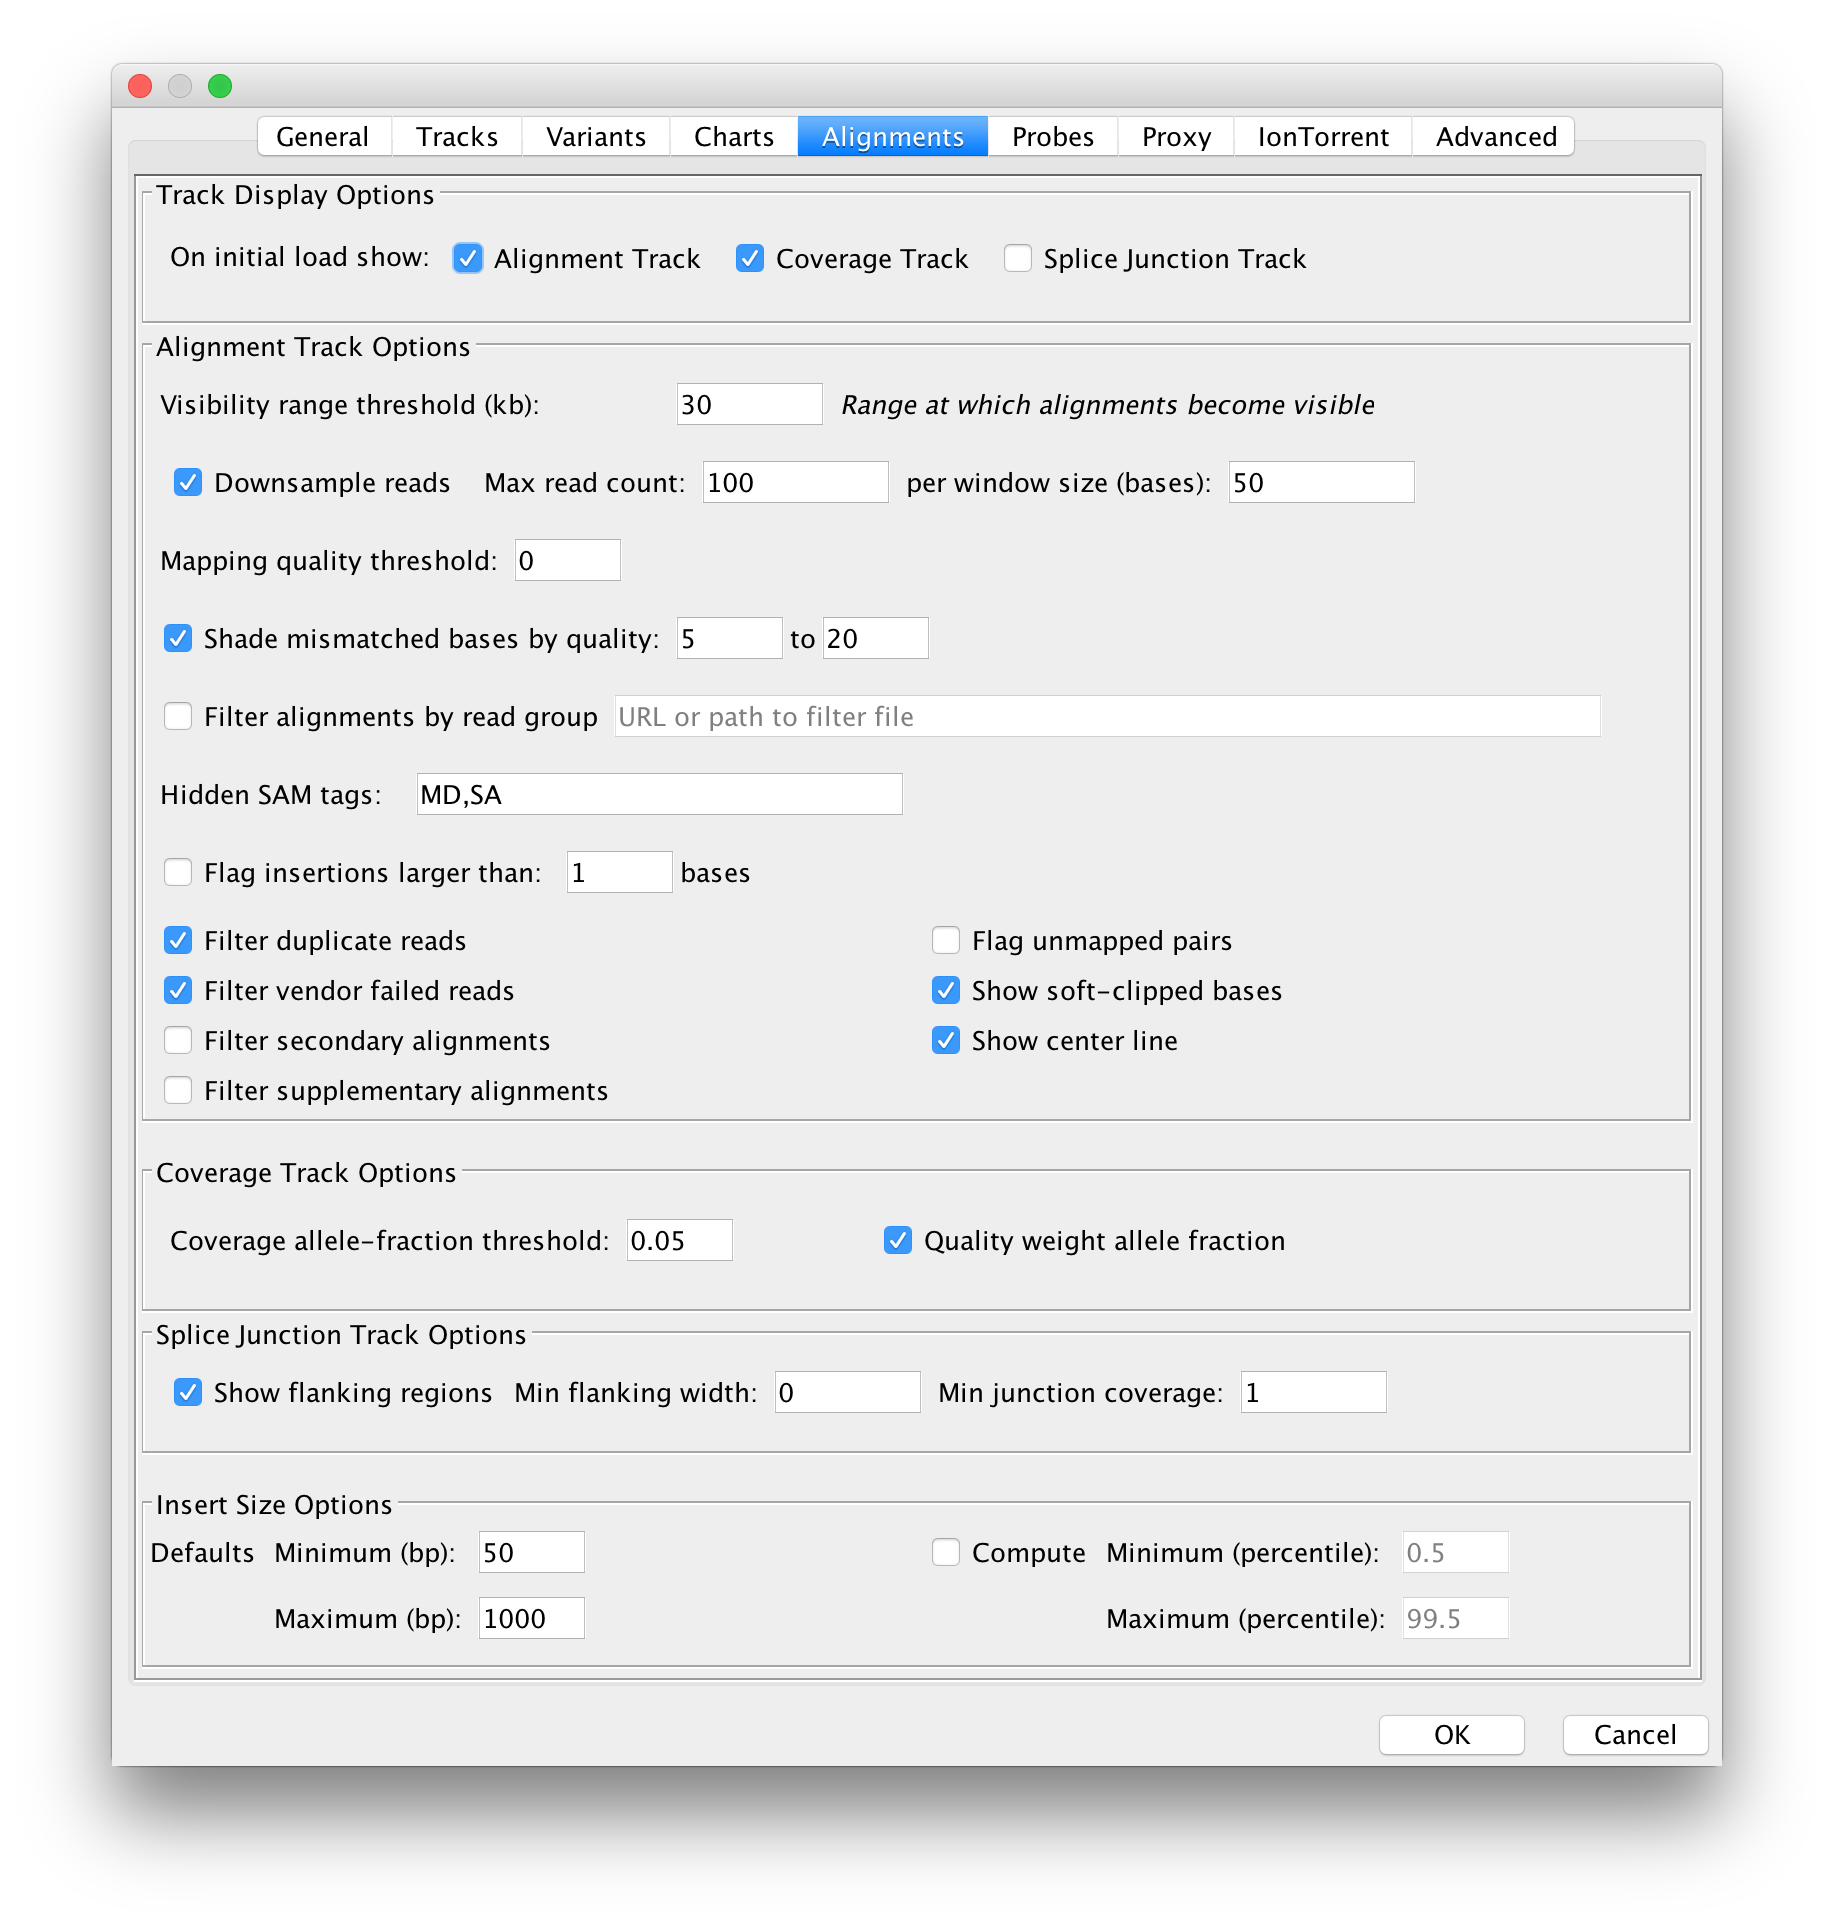 General Tracks Variants Charts Alignments Probes Proxy IonTorrent Advanced
Track Display Options
On initial load show: Alignment Track Coverage Track Splice Junction Track
Alignment Track Options
Visibility range threshold (kb): 30 Range at which alignments become visible
Downsample reads Max read count: 100 per window size (bases): 50
Mapping quality threshold: 0
Shade mismatched bases by quality: 5 to 20
Filter alignments by read group URL or path to filter file
Hidden SAM tags: MD,SA
Flag insertions larger than: 1 bases
Filter duplicate reads Flag unmapped pairs
Filter vendor failed reads Show soft-clipped bases
Filter secondary alignments Show center line
Filter supplementary alignments
Coverage Track Options
Coverage allele-fraction threshold: 0.05 Quality weight allele fraction
Splice Junction Track Options
Show flanking regions Min flanking width: 0 Min junction coverage: 1
Insert Size Options
Defaults Minimum (bp): 50 Compute Minimum (percentile): 0.5
Maximum (bp): 1000 Maximum (percentile): 99.5
OK Cancel